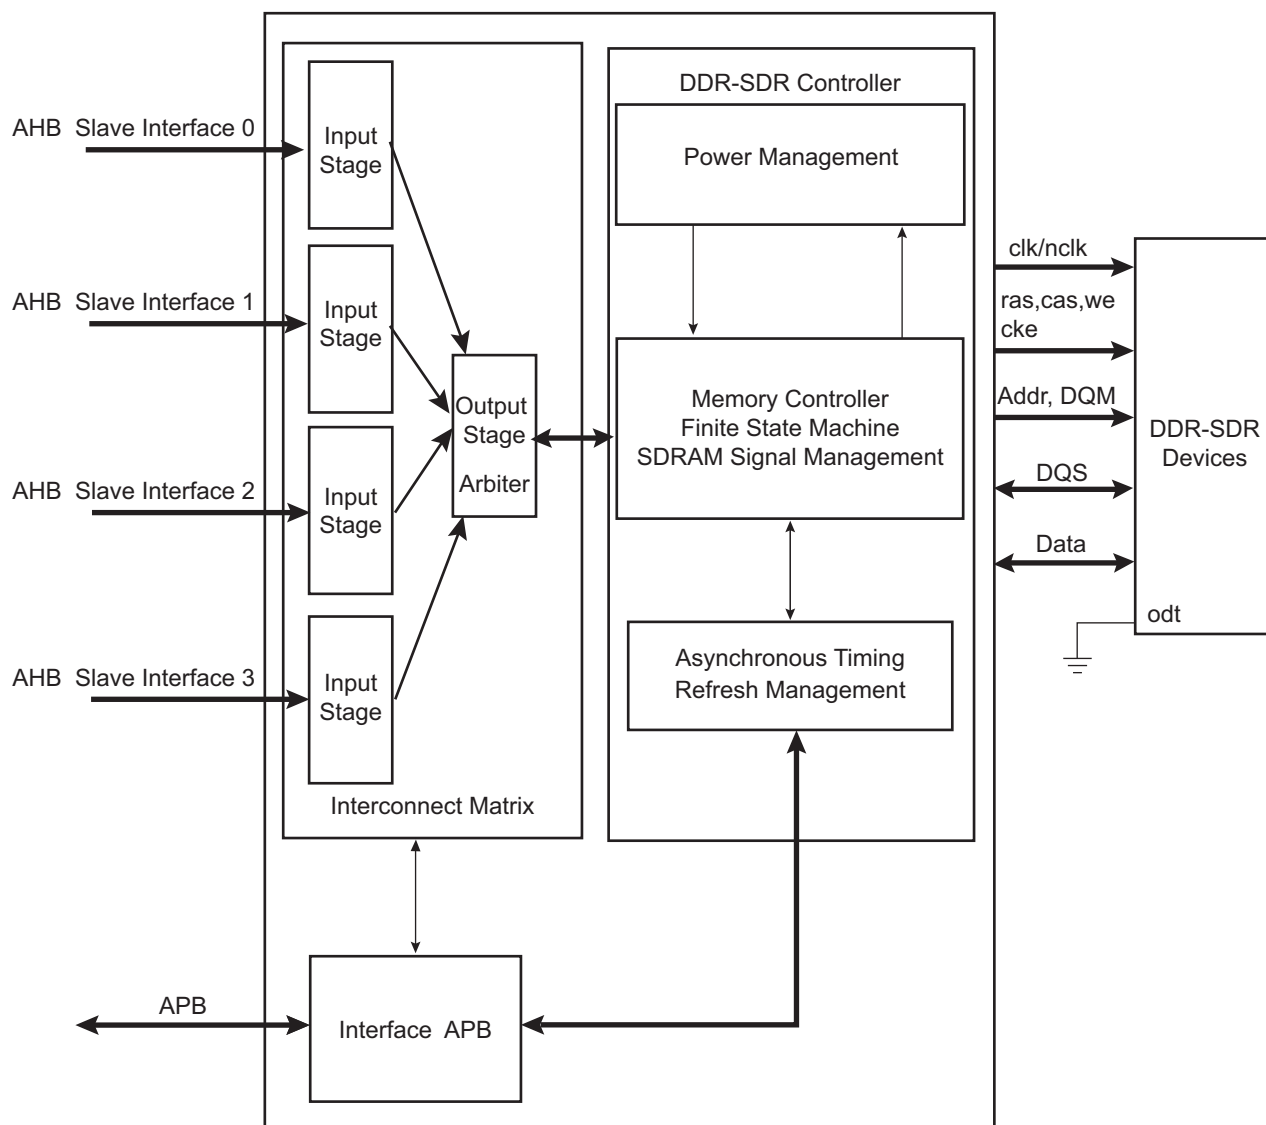 AHB Slave Interface 0
Input
Stage
AHB Slave Interface 1
Input
Stage
AHB Slave Interface 2
Input
Stage
AHB Slave Interface 3
Input
Stage
Output
Stage
Arbiter
Interconnect Matrix
DDR-SDR Controller
Power Management
Memory Controller
Finite State Machine
SDRAM Signal Management
Asynchronous Timing
Refresh Management
clk/nclk
ras,cas,we
cke
Addr, DQM
DQS
Data
DDR-SDR
Devices
odt
APB
Interface APB